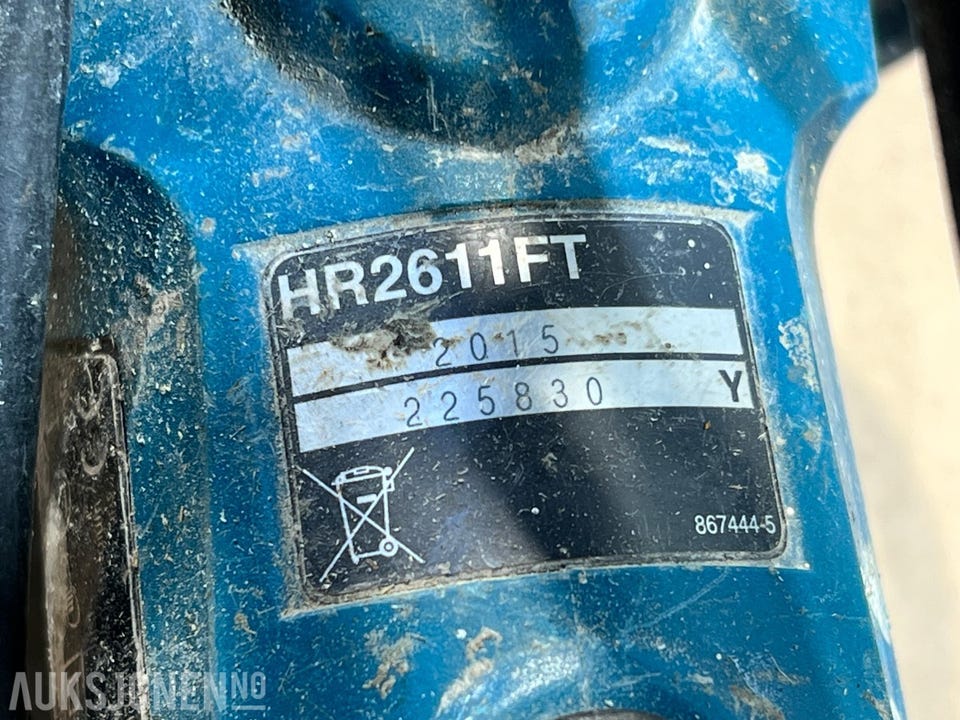 HR2611FT
2015
225830 Y
867444-5
AUKSJONEN.NO